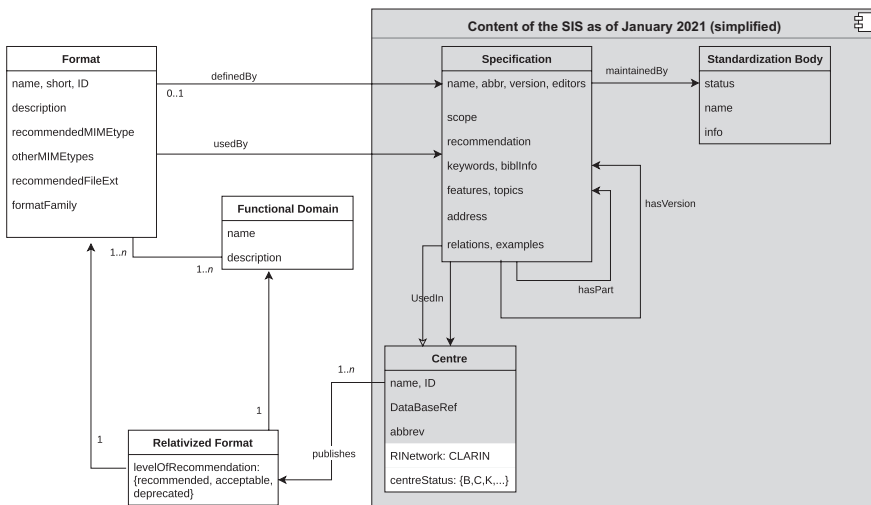 Content of the SIS as of January 2021 (simplified)
Format
name, short, ID
description
recommendedMIMEtype
otherMIMEtypes
recommendedFileExt
formatFamily
definedBy
0..1
usedBy
Specification
name, abbr, version, editors
scope
recommendation
keywords, biblInfo
features, topics
address
relations, examples
maintainedBy
Standardization Body
status
name
info
hasVersion
hasPart
UsedIn
Functional Domain
name
description
1..n
1..n
Centre
name, ID
DataBaseRef
abbrev
RINetwork: CLARIN
centreStatus: {B,C,K,...}
1..n
publishes
1
1
Relativized Format
levelOfRecommendation:
{recommended, acceptable,
deprecated}